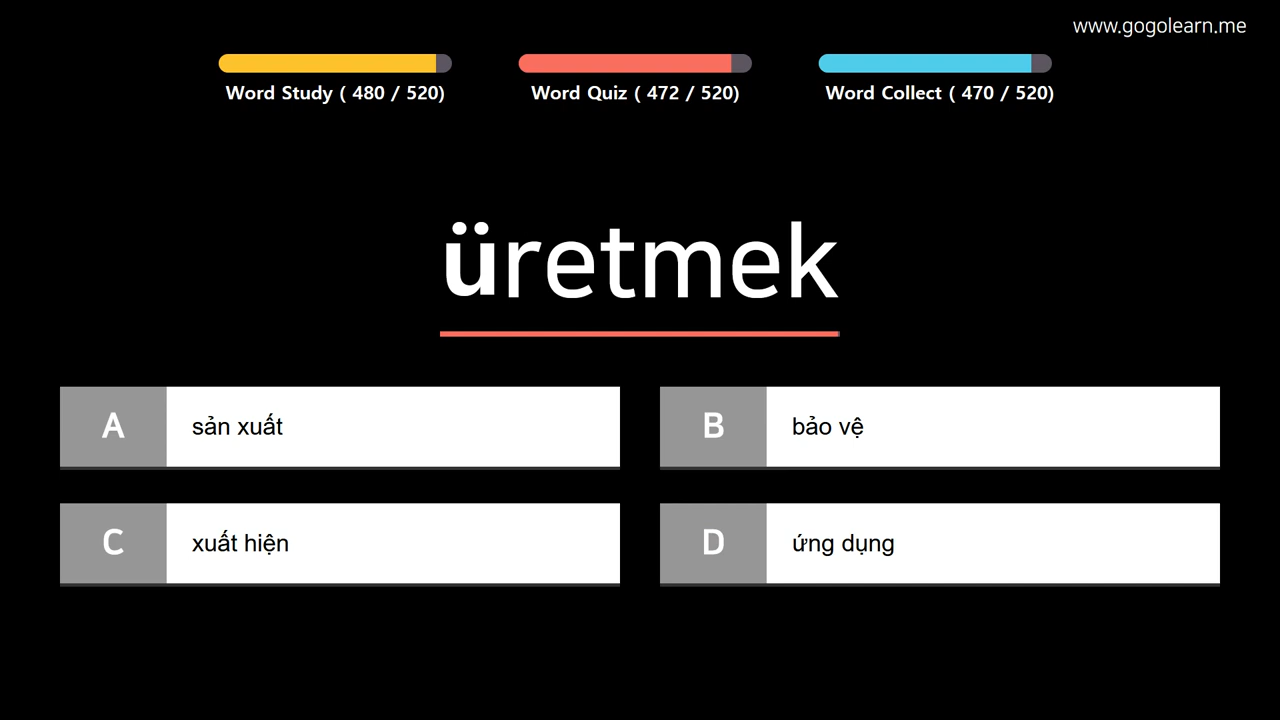 www.gogolearn.me
Word Study ( 480 / 520)
Word Quiz ( 472 / 520)
Word Collect ( 470 / 520)
üretmek
A
sản xuất
B
bảo vệ
C
xuất hiện
D
ứng dụng